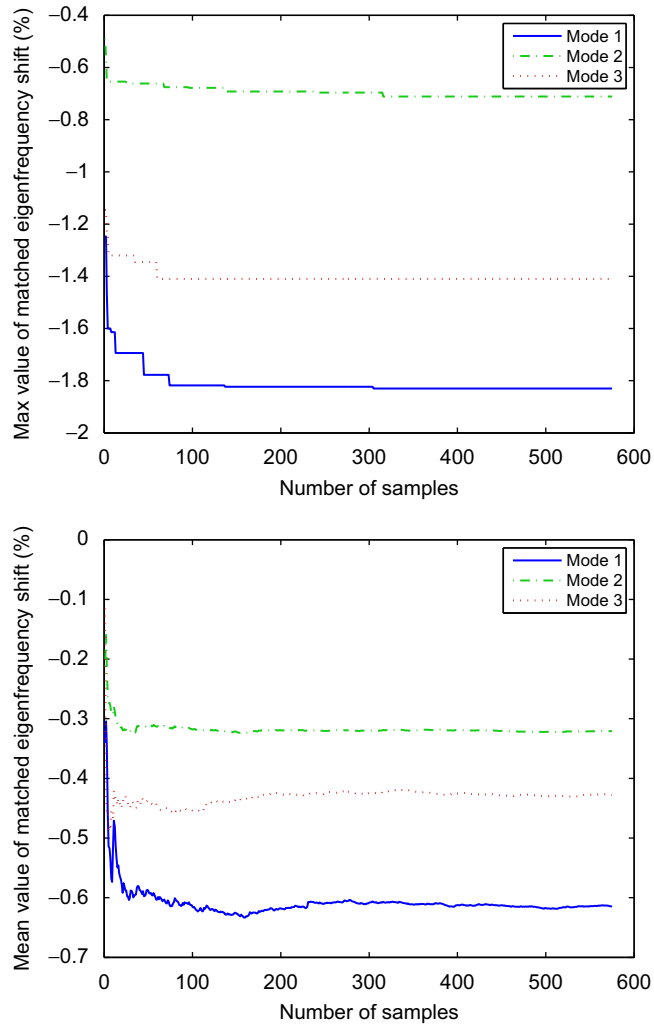 Max value of matched eigenfrequency shift (%)
–0.4
–0.6
–0.8
–1
–1.2
–1.4
–1.6
–1.8
–2
Mode 1
Mode 2
Mode 3
0 100 200 300 400 500 600
Number of samples
Mean value of matched eigenfrequency shift (%)
0
–0.1
–0.2
–0.3
–0.4
–0.5
–0.6
–0.7
Mode 1
Mode 2
Mode 3
0 100 200 300 400 500 600
Number of samples